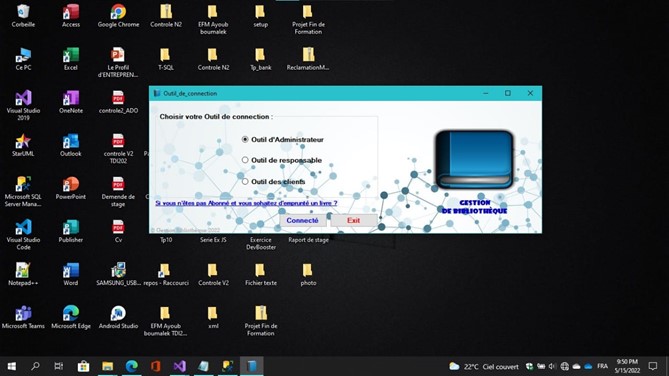 Corbeille
Access
Google Chrome
Controle N2
EFM Ayoub
boumalek
setup
Projet Fin de
Formation
Ce PC
Excel
Le Profil
d'ENTREPREN...
T-SQL
Controle N2
Tp_bank
ReclamationM...
Outil_de_connection
Choisir votre Outil de connection :
Outil d'Administrateur
Outil de responsable
Outil des clients
Si vous n'êtes pas Abonné et vous souhaitez d'emprunté un livre ?
Connecté
Exit
GESTION
DE BIBLIOTHÈQUE
Visual Studio
2019
OneNote
controle2_ADO
StarUML
Outlook
controle V2
TDI202
Microsoft SQL
Server Mana...
PowerPoint
Demande de
stage
Visual Studio
Code
Publisher
Cv
Tp10
Serie Ex JS
Exercice
DevBooster
Raport de stage
Notepad++
Word
SAMSUNG_USB...
repos - Raccourci
Controle V2
Fichier texte
photo
Microsoft Teams
Microsoft Edge
Android Studio
EFM Ayoub
boumalek TDI2...
xml
Projet Fin de
Formation
22°C Ciel couvert
FRA
9:50 PM
5/15/2022